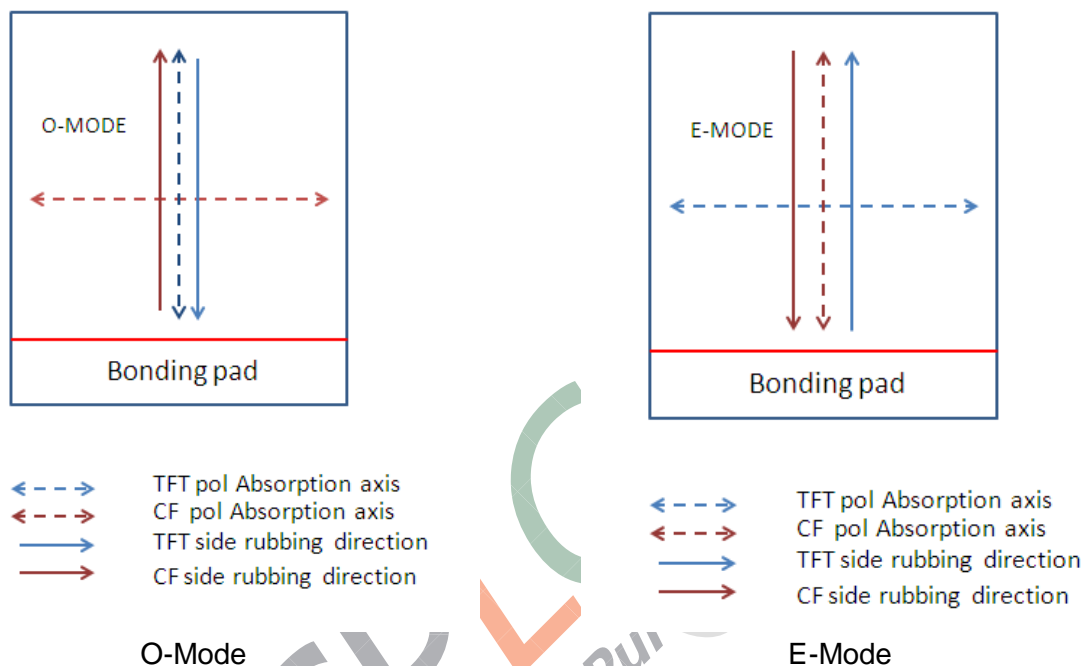 O-MODE
Bonding pad
TFT pol Absorption axis
CF pol Absorption axis
TFT side rubbing direction
CF side rubbing direction
O-Mode
E-MODE
Bonding pad
TFT pol Absorption axis
CF pol Absorption axis
TFT side rubbing direction
CF side rubbing direction
E-Mode